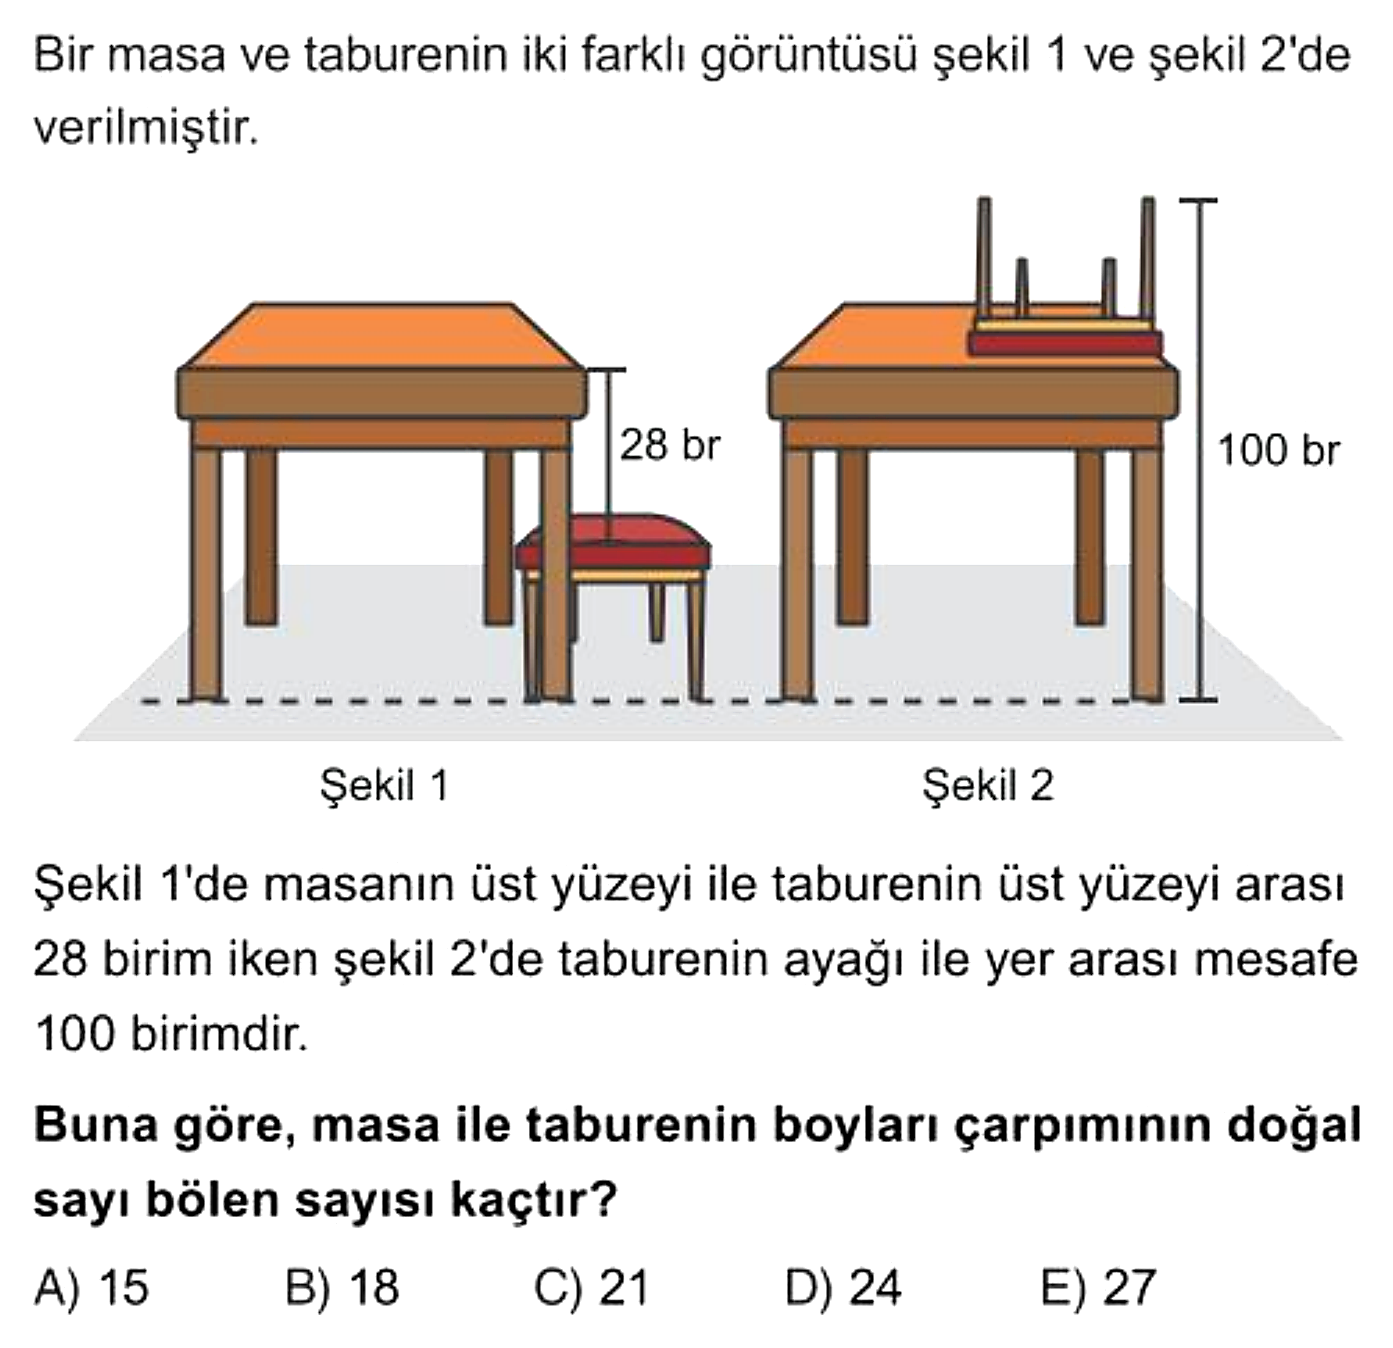 Bir masa ve taburenin iki farklı görüntüsü şekil 1 ve şekil 2'de
verilmiştir.
28 br
100 br
Şekil 1
Şekil 2
Şekil 1'de masanın üst yüzeyi ile taburenin üst yüzeyi arası
28 birim iken şekil 2'de taburenin ayağı ile yer arası mesafe
100 birimdir.
Buna göre, masa ile taburenin boyları çarpımının doğal
sayı bölen sayısı kaçtır?
A) 15 B) 18 C) 21 D) 24 E) 27